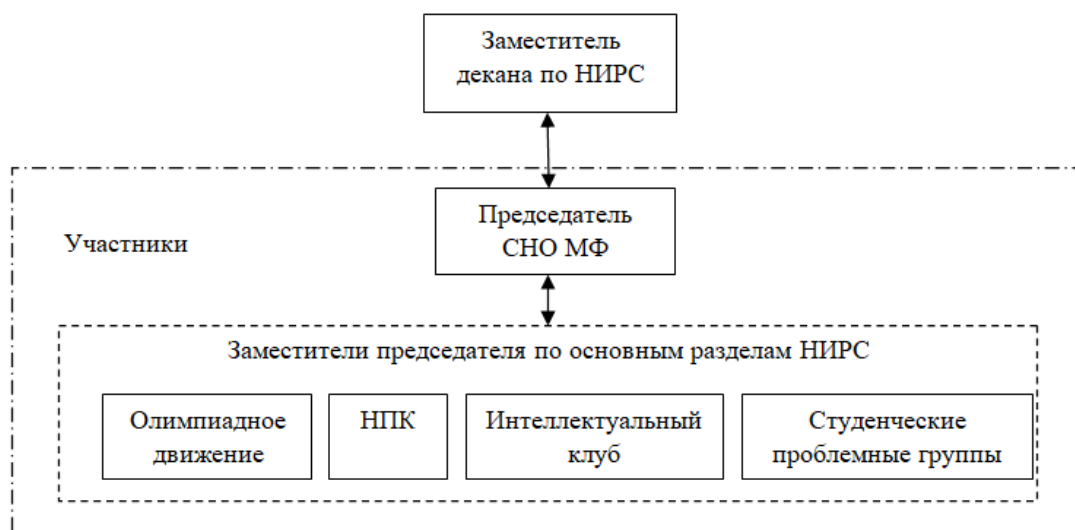 Заместитель
декана по НИРС
Председатель
СНО МФ
Участники
Заместители председателя по основным разделам НИРС
Олимпиадное
движение
НПК
Интеллектуальный
клуб
Студенческие
проблемные группы